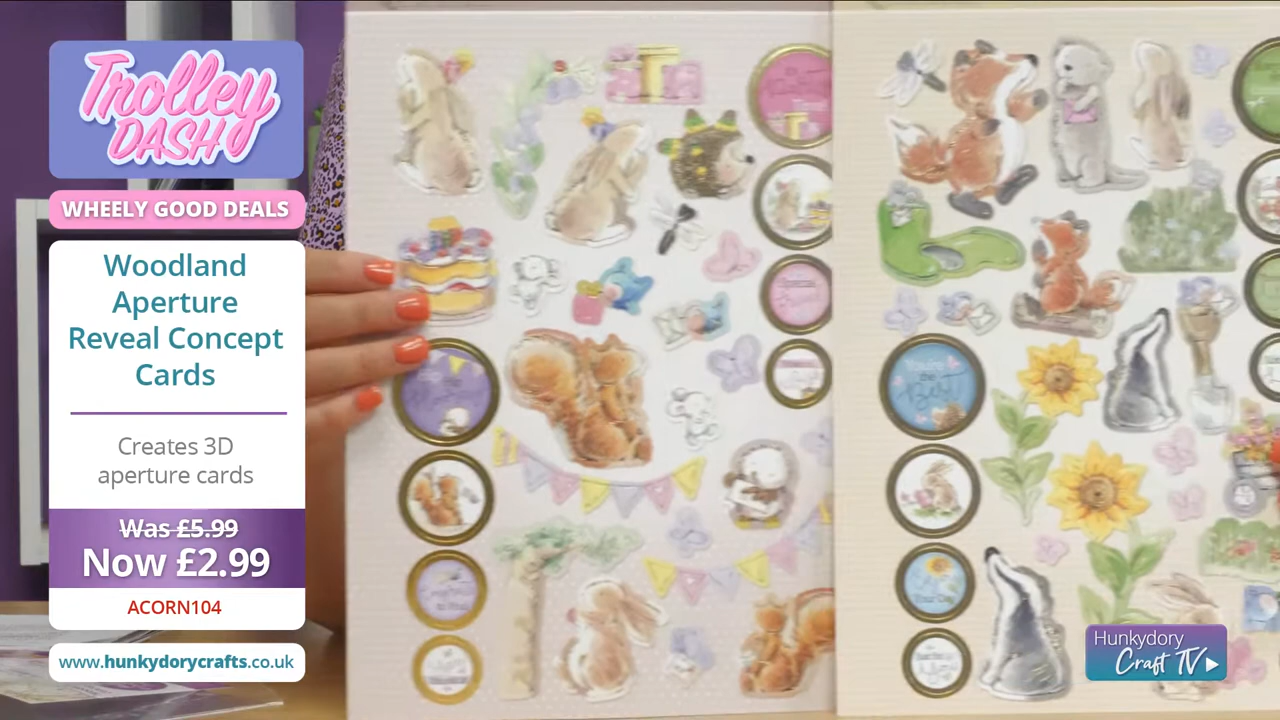 Trolley
DASH
WHEELY GOOD DEALS
Woodland
Aperture
Reveal Concept
Cards
Creates 3D
aperture cards
Was £5.99
Now £2.99
ACORN104
www.hunkydorycrafts.co.uk
Hunkydory
Craft TV